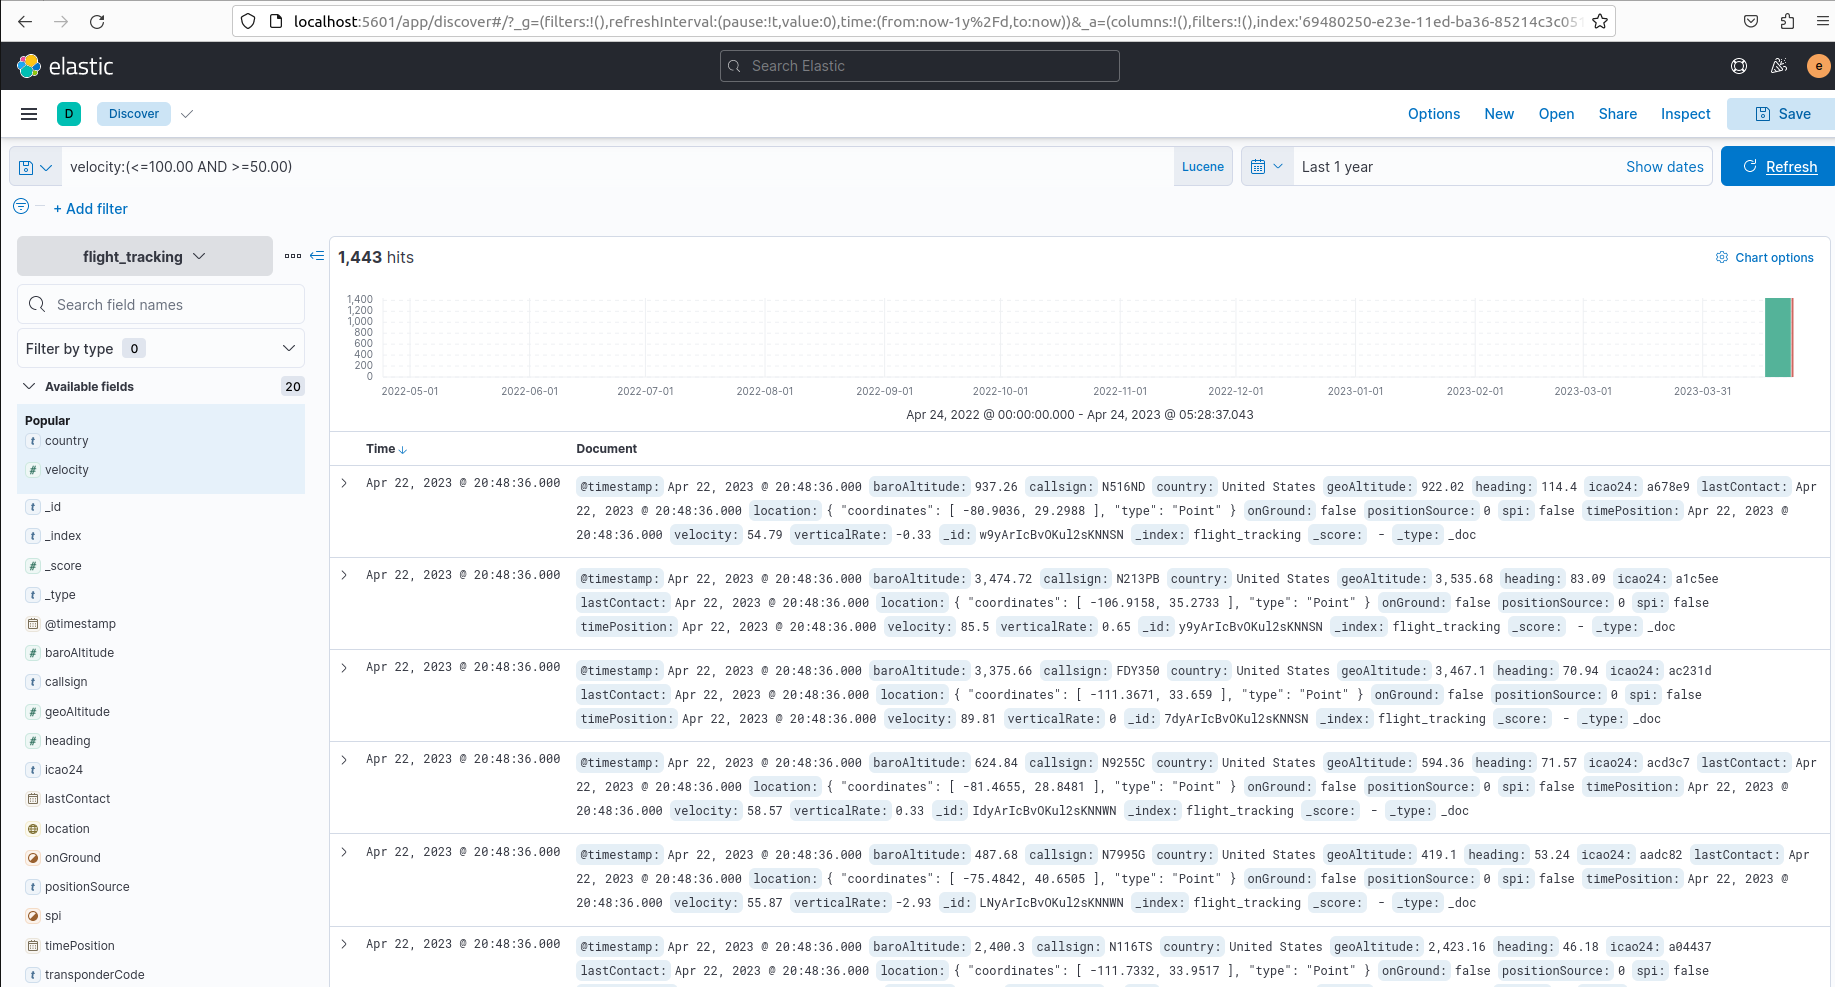 localhost:5601/app/discover#/?_g=(filters:!(),refreshInterval:(pause:!t,value:0),time:(from:now-1y%2Fd,to:now))&_a=(columns:!(),filters:!(),index:'69480250-e23e-11ed-ba36-85214c3c05
elastic
Search Elastic
e
D Discover Options New Open Share Inspect Save
velocity:(<=100.00 AND >=50.00) Lucene Last 1 year Show dates Refresh
+ Add filter
flight_tracking
1,443 hits
Chart options
Search field names
Filter by type 0
Available fields 20
Popular
t country
# velocity
t _id
t _index
# _score
t _type
@timestamp
# baroAltitude
t callsign
# geoAltitude
# heading
t icao24
lastContact
location
onGround
t positionSource
spi
timePosition
t transponderCode
1,400
1,200
1,000
800
600
400
200
0
2022-05-01 2022-06-01 2022-07-01 2022-08-01 2022-09-01 2022-10-01 2022-11-01 2022-12-01 2023-01-01 2023-02-01 2023-03-01 2023-03-31
Apr 24, 2022 @ 00:00:00.000 - Apr 24, 2023 @ 05:28:37.043
Time Document
Apr 22, 2023 @ 20:48:36.000 @timestamp: Apr 22, 2023 @ 20:48:36.000 baroAltitude: 937.26 callsign: N516ND country: United States geoAltitude: 922.02 heading: 114.4 icao24: a678e9 lastContact: Apr
22, 2023 @ 20:48:36.000 location: { "coordinates": [ -80.9036, 29.2988 ], "type": "Point" } onGround: false positionSource: 0 spi: false timePosition: Apr 22, 2023 @
20:48:36.000 velocity: 54.79 verticalRate: -0.33 _id: w9yArIcBvOKul2sKNNSN _index: flight_tracking _score: - _type: _doc
Apr 22, 2023 @ 20:48:36.000 @timestamp: Apr 22, 2023 @ 20:48:36.000 baroAltitude: 3,474.72 callsign: N213PB country: United States geoAltitude: 3,535.68 heading: 83.09 icao24: a1c5ee
lastContact: Apr 22, 2023 @ 20:48:36.000 location: { "coordinates": [ -106.9158, 35.2733 ], "type": "Point" } onGround: false positionSource: 0 spi: false
timePosition: Apr 22, 2023 @ 20:48:36.000 velocity: 85.5 verticalRate: 0.65 _id: y9yArIcBvOKul2sKNNSN _index: flight_tracking _score: - _type: _doc
Apr 22, 2023 @ 20:48:36.000 @timestamp: Apr 22, 2023 @ 20:48:36.000 baroAltitude: 3,375.66 callsign: FDY350 country: United States geoAltitude: 3,467.1 heading: 70.94 icao24: ac231d
lastContact: Apr 22, 2023 @ 20:48:36.000 location: { "coordinates": [ -111.3671, 33.659 ], "type": "Point" } onGround: false positionSource: 0 spi: false
timePosition: Apr 22, 2023 @ 20:48:36.000 velocity: 89.81 verticalRate: 0 _id: 7dyArIcBvOKul2sKNNSN _index: flight_tracking _score: - _type: _doc
Apr 22, 2023 @ 20:48:36.000 @timestamp: Apr 22, 2023 @ 20:48:36.000 baroAltitude: 624.84 callsign: N9255C country: United States geoAltitude: 594.36 heading: 71.57 icao24: acd3c7 lastContact: Apr
22, 2023 @ 20:48:36.000 location: { "coordinates": [ -81.4655, 28.8481 ], "type": "Point" } onGround: false positionSource: 0 spi: false timePosition: Apr 22, 2023 @
20:48:36.000 velocity: 58.57 verticalRate: 0.33 _id: IdyArIcBvOKul2sKNNWN _index: flight_tracking _score: - _type: _doc
Apr 22, 2023 @ 20:48:36.000 @timestamp: Apr 22, 2023 @ 20:48:36.000 baroAltitude: 487.68 callsign: N7995G country: United States geoAltitude: 419.1 heading: 53.24 icao24: aadc82 lastContact: Apr
22, 2023 @ 20:48:36.000 location: { "coordinates": [ -75.4842, 40.6505 ], "type": "Point" } onGround: false positionSource: 0 spi: false timePosition: Apr 22, 2023 @
20:48:36.000 velocity: 55.87 verticalRate: -2.93 _id: LNyArIcBvOKul2sKNNWN _index: flight_tracking _score: - _type: _doc
Apr 22, 2023 @ 20:48:36.000 @timestamp: Apr 22, 2023 @ 20:48:36.000 baroAltitude: 2,400.3 callsign: N116TS country: United States geoAltitude: 2,423.16 heading: 46.18 icao24: a04437
lastContact: Apr 22, 2023 @ 20:48:36.000 location: { "coordinates": [ -111.7332, 33.9517 ], "type": "Point" } onGround: false positionSource: 0 spi: false